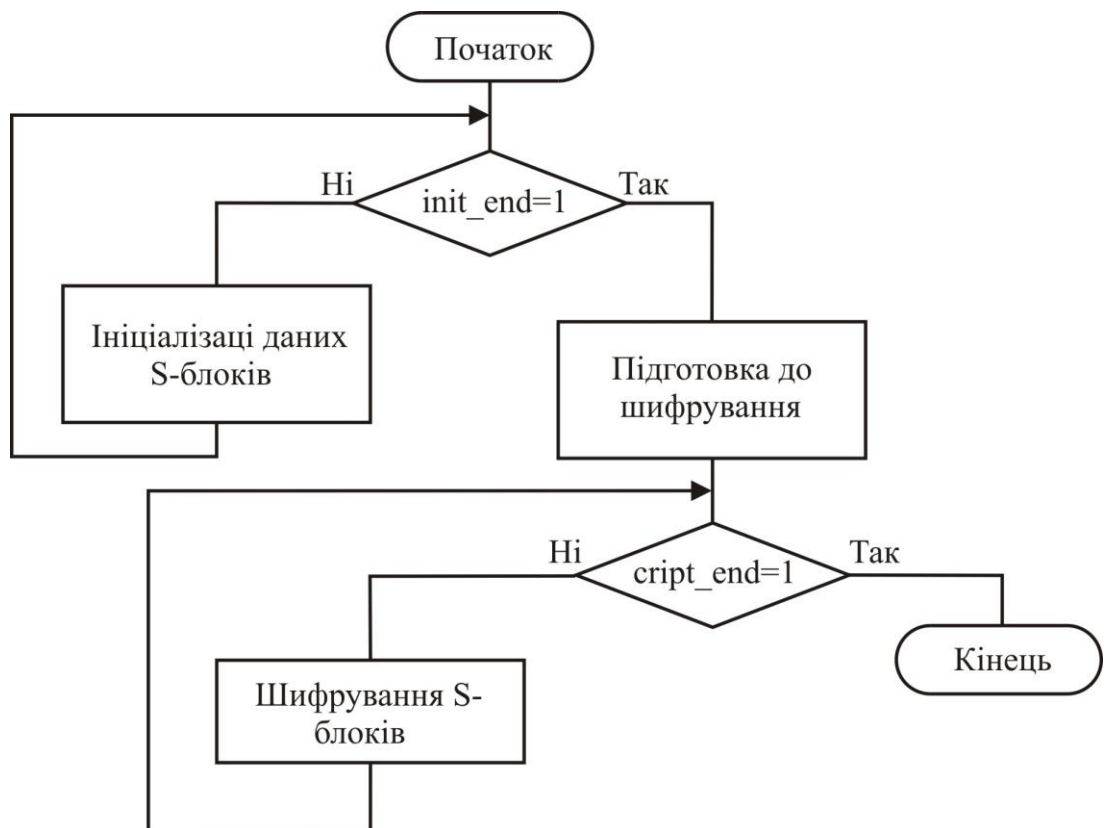 Початок
Ні
Так
init_end=1
Ініціалізаці даних
S-блоків
Підготовка до
шифрування
Ні
Так
cript_end=1
Кінець
Шифрування S-
блоків